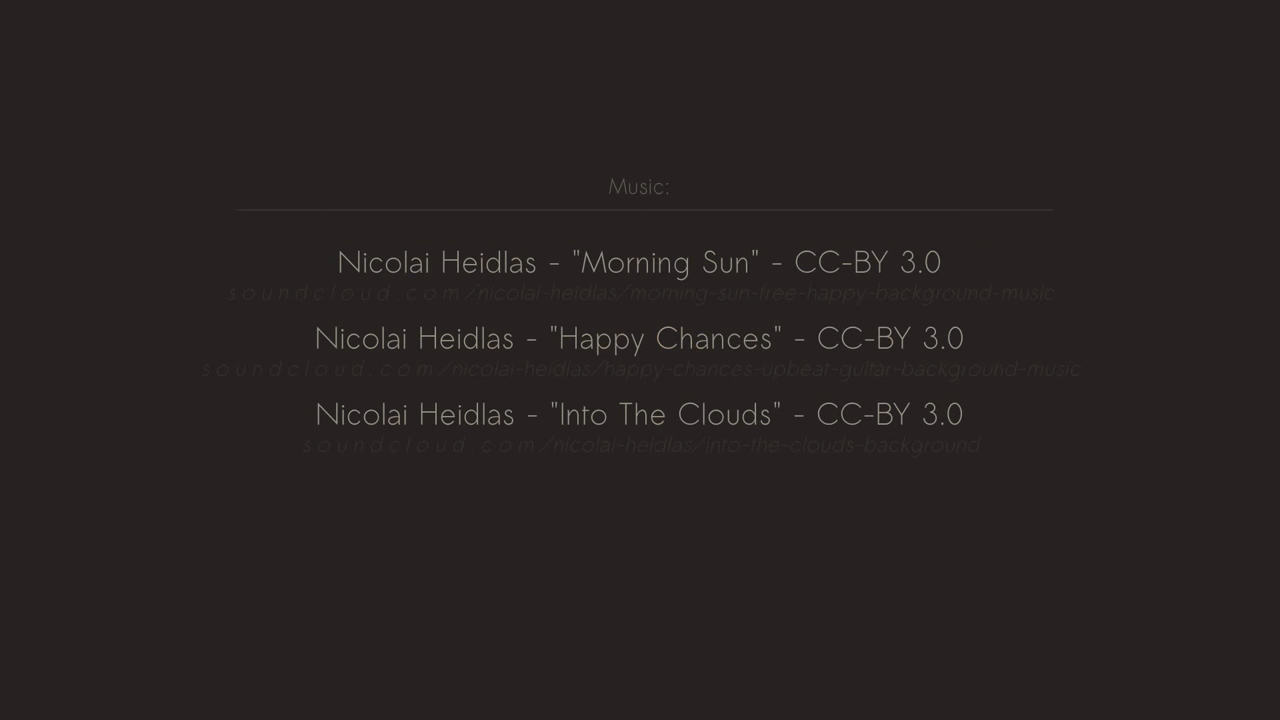 Music:
Nicolai Heidlas - "Morning Sun" - CC-BY 3.0
soundcloud.com/nicolai-heidlas/morning-sun-free-happy-background-music
Nicolai Heidlas - "Happy Chances" - CC-BY 3.0
soundcloud.com/nicolai-heidlas/happy-chances-upbeat-guitar-background-music
Nicolai Heidlas - "Into The Clouds" - CC-BY 3.0
soundcloud.com/nicolai-heidlas/into-the-clouds-background